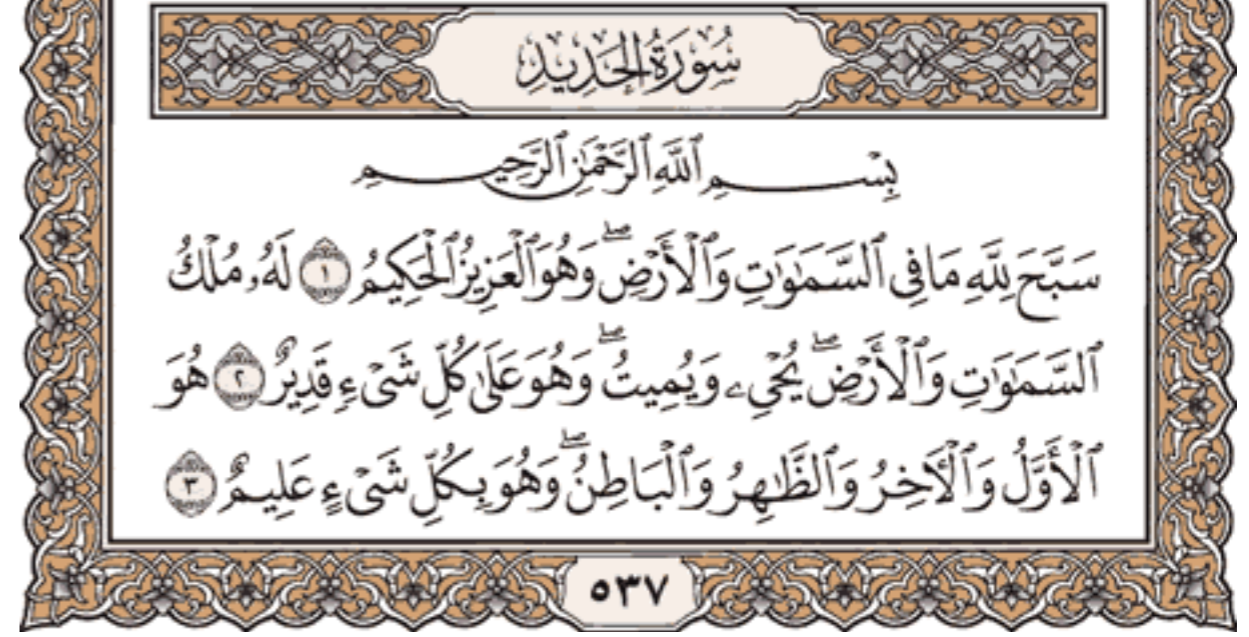 سُورَةُ الحَدِيدِ
بِسۡمِ ٱللَّهِ ٱلرَّحۡمَٰنِ ٱلرَّحِيمِ
سَبَّحَ لِلَّهِ مَا فِي ٱلسَّمَٰوَٰتِ وَٱلۡأَرۡضِۖ وَهُوَ ٱلۡعَزِيزُ ٱلۡحَكِيمُ ١ لَهُۥ مُلۡكُ
ٱلسَّمَٰوَٰتِ وَٱلۡأَرۡضِۖ يُحۡيِۦ وَيُمِيتُۖ وَهُوَ عَلَىٰ كُلِّ شَيۡءٖ قَدِيرٌ ٢ هُوَ
ٱلۡأَوَّلُ وَٱلۡأٓخِرُ وَٱلظَّٰهِرُ وَٱلۡبَاطِنُۖ وَهُوَ بِكُلِّ شَيۡءٍ عَلِيمٌ ٣
٥٣٧